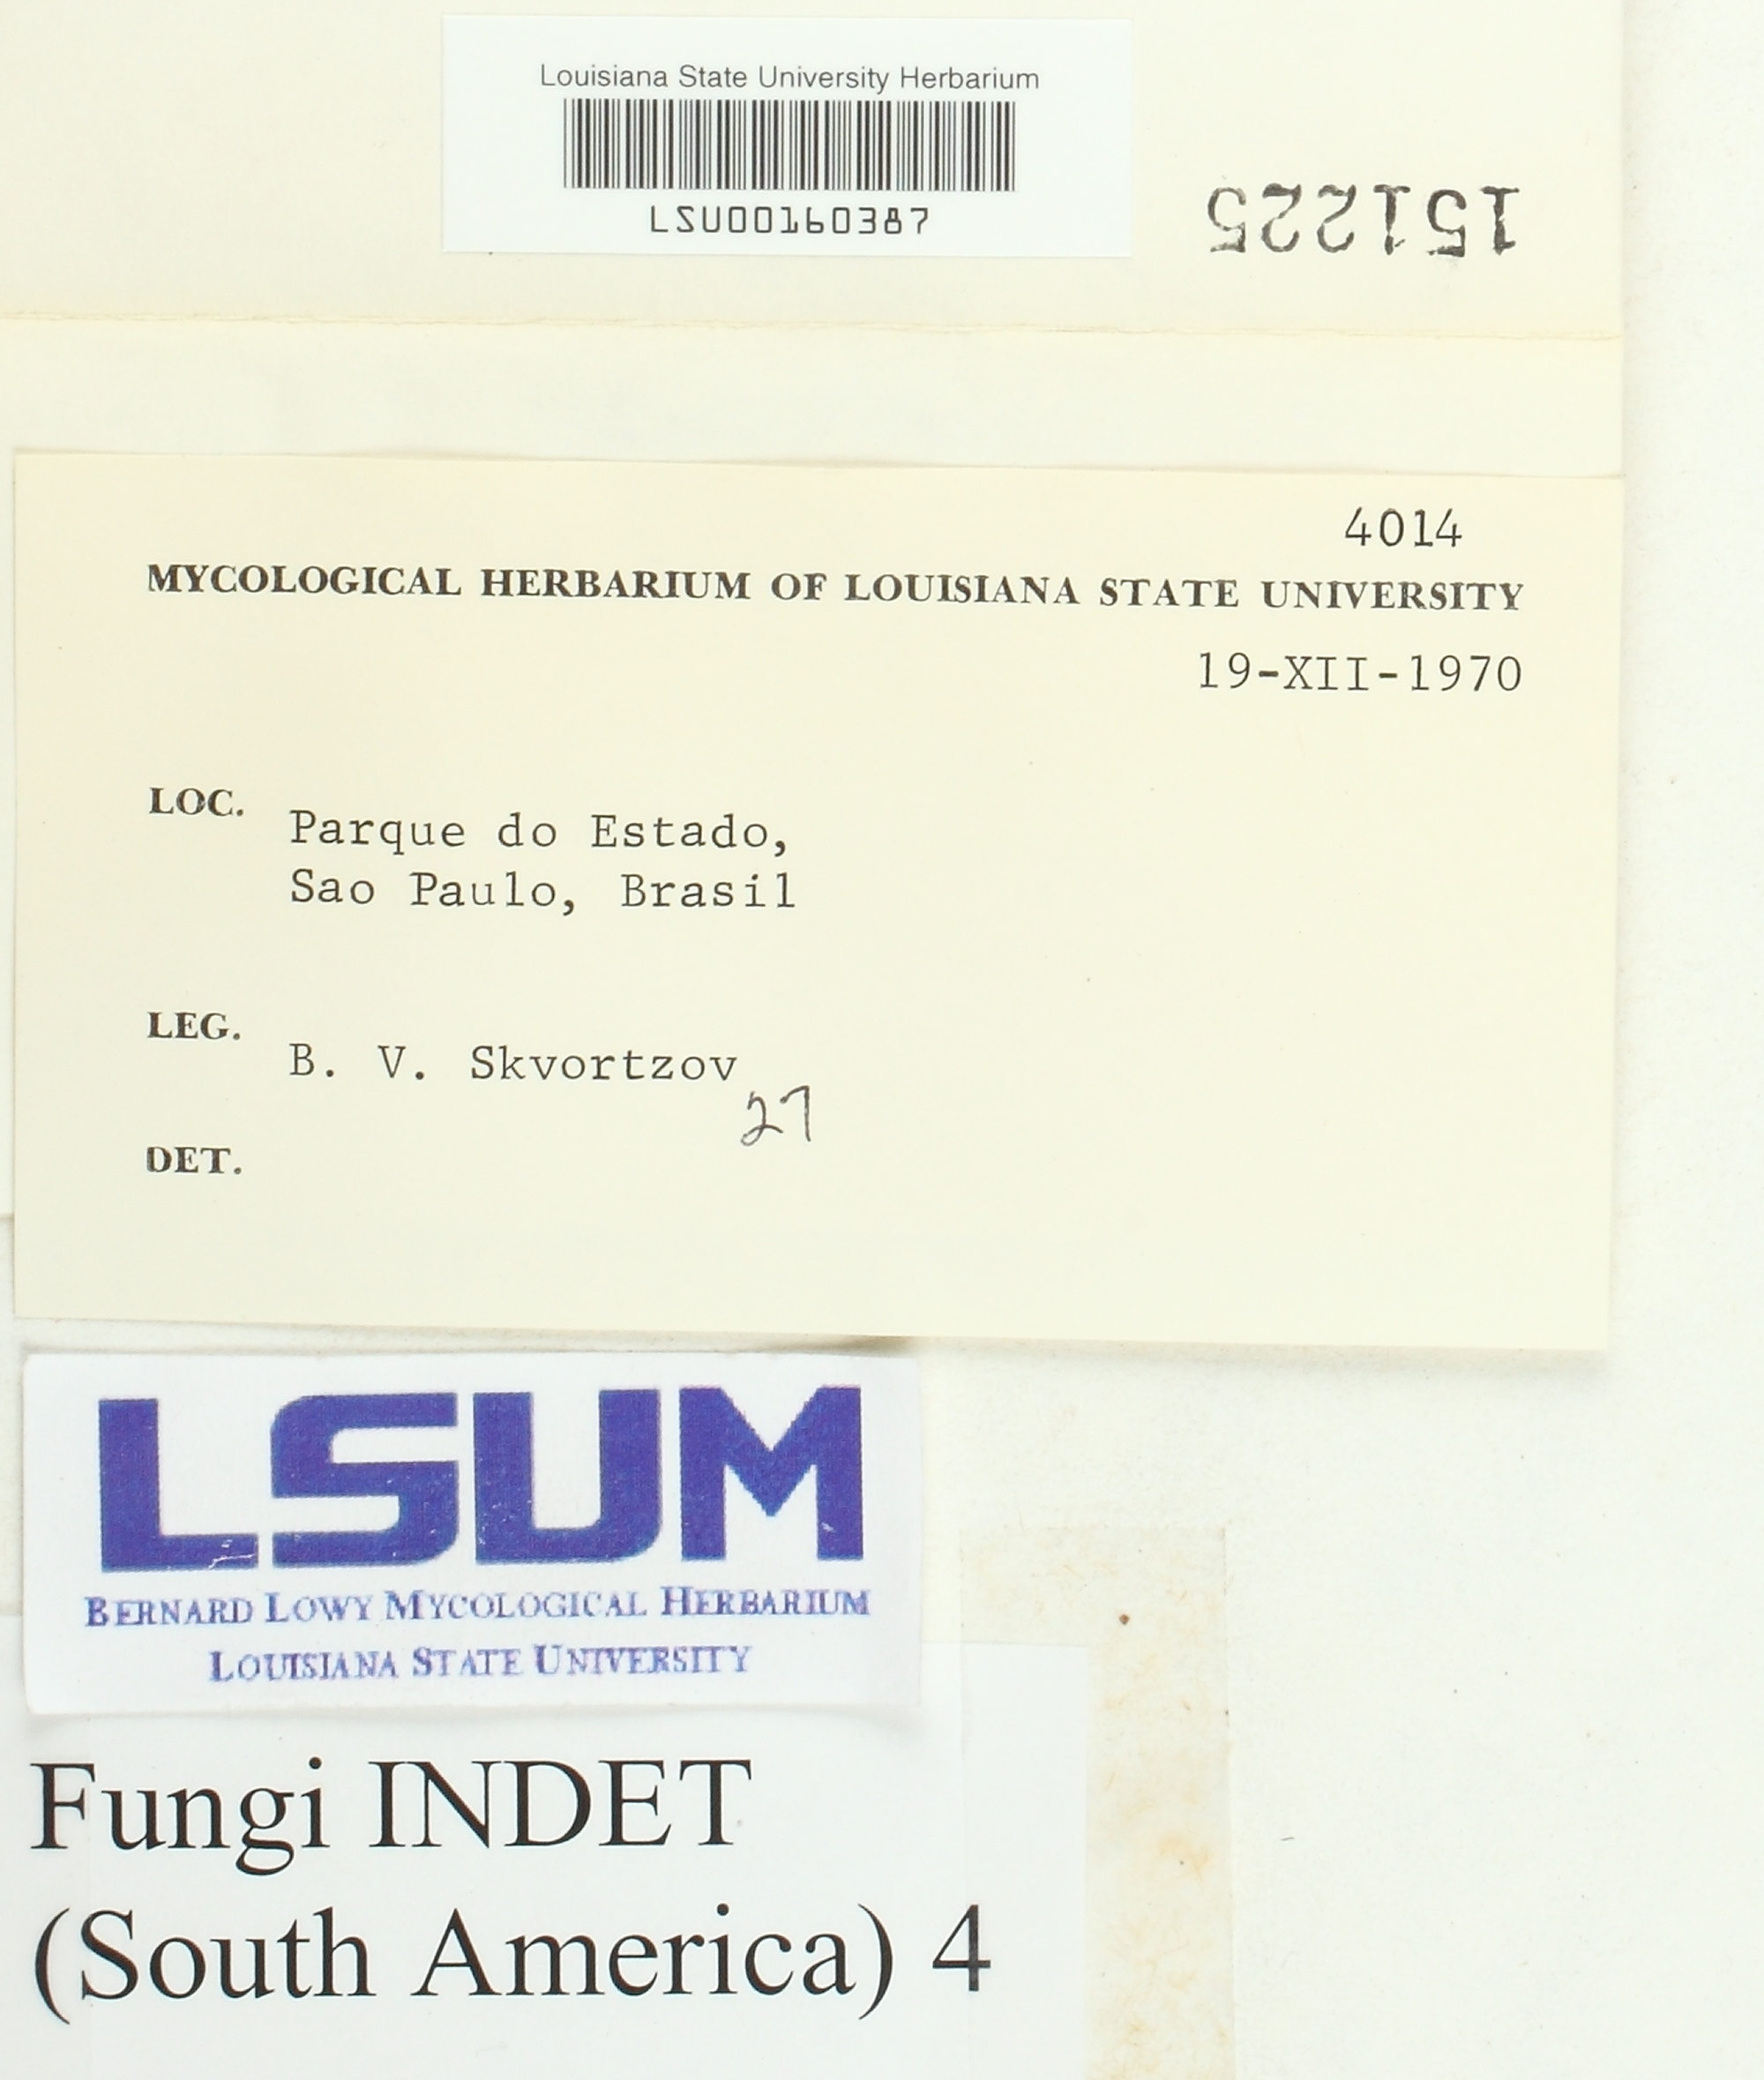 Louisiana State University Herbarium
LSU00160387
151225
4014
MYCOLOGICAL HERBARIUM OF LOUISIANA STATE UNIVERSITY
19-XII-1970
LOC. Parque do Estado,
Sao Paulo, Brasil
LEG. B. V. Skvortzov
27
DET.
LSUM
BERNARD LOWY MYCOLOGICAL HERBARIUM
LOUISIANA STATE UNIVERSITY
Fungi INDET
(South America) 4